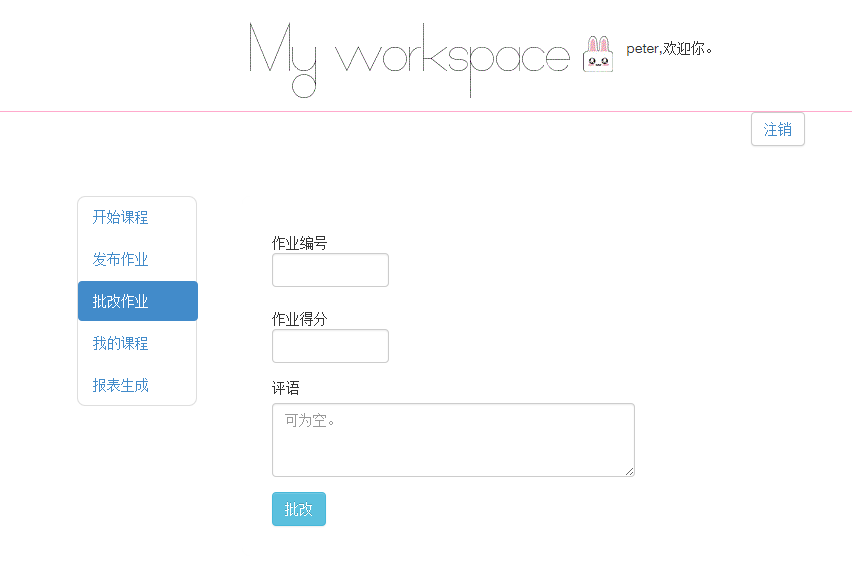 My workspace
peter,欢迎你。
注销
开始课程
发布作业
批改作业
我的课程
报表生成
作业编号
作业得分
评语
可为空。
批改